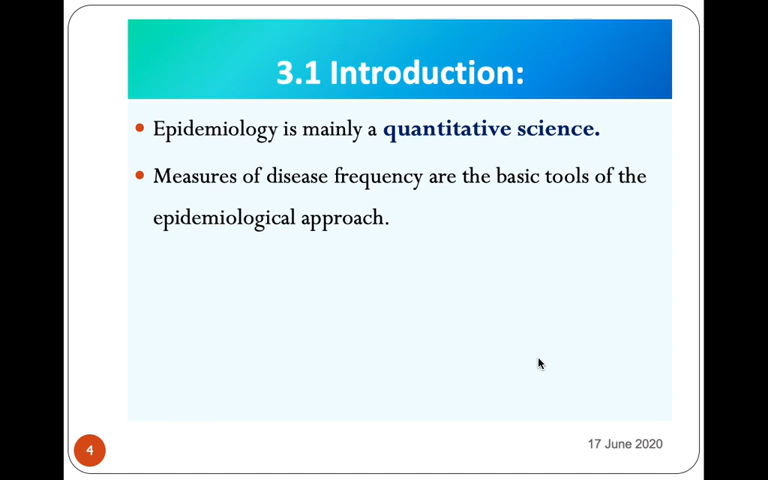 3.1 Introduction:
Epidemiology is mainly a quantitative science.
Measures of disease frequency are the basic tools of the
epidemiological approach.
4
17 June 2020